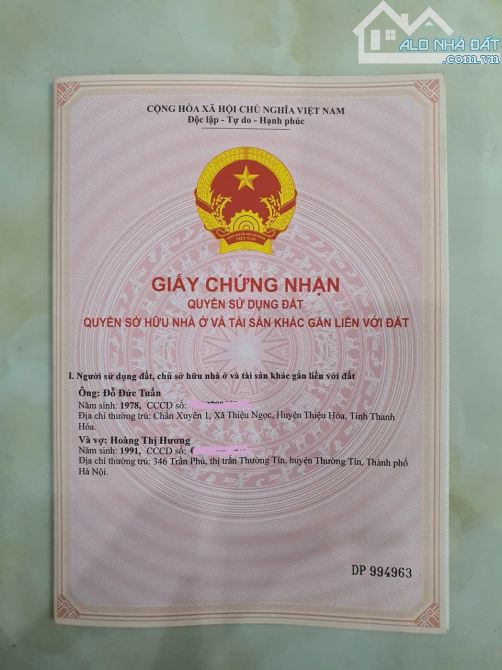 ALO NHÀ ĐẤT
.com.vn
CỘNG HÒA XÃ HỘI CHỦ NGHĨA VIỆT NAM
Độc lập - Tự do - Hạnh phúc
VIỆT NAM
GIẤY CHỨNG NHẬN
QUYỀN SỬ DỤNG ĐẤT
QUYỀN SỞ HỮU NHÀ Ở VÀ TÀI SẢN KHÁC GẮN LIỀN VỚI ĐẤT
I. Người sử dụng đất, chủ sở hữu nhà ở và tài sản khác gắn liền với đất
Ông: Đỗ Đức Tuấn
Năm sinh: 1978, CCCD số:
Địa chỉ thường trú: Chấn Xuyên 1, Xã Thiệu Ngọc, Huyện Thiệu Hóa, Tỉnh Thanh
Hóa.
Và vợ: Hoàng Thị Hương
Năm sinh: 1991, CCCD số:
Địa chỉ thường trú: 346 Trần Phú, thị trấn Thường Tín, huyện Thường Tín, Thành phố
Hà Nội.
DP 994963